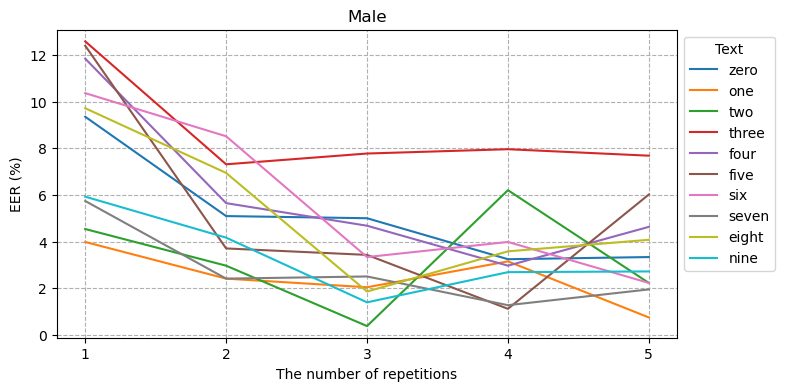 Male
EER (%)
12
10
8
6
4
2
0
1 2 3 4 5
The number of repetitions
Text
zero
one
two
three
four
five
six
seven
eight
nine